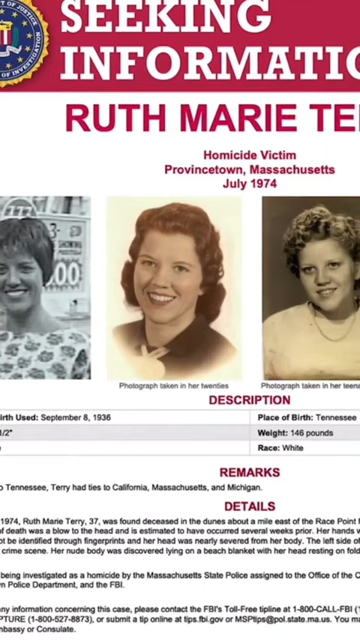 SEEKING
INFORMATIO
RUTH MARIE TE
Homicide Victim
Provincetown, Massachusetts
July 1974
Photograph taken in her twenties
Photograph taken in her teena
DESCRIPTION
irth Used: September 8, 1936
Place of Birth: Tennessee
1/2"
Weight: 146 pounds
Race: White
REMARKS
o Tennessee, Terry had ties to California, Massachusetts, and Michigan.
DETAILS
1974, Ruth Marie Terry, 37, was found deceased in the dunes about a mile east of the Race Point
of death was a blow to the head and is estimated to have occurred several weeks prior. Her hands w
ot be identified through fingerprints and her head was nearly severed from her body. The left side of
crime scene. Her nude body was discovered lying on a beach blanket with her head resting on fold
being investigated as a homicide by the Massachusetts State Police assigned to the Office of the
n Police Department, and the FBI.
any information concerning this case, please contact the FBI's Toll-Free tipline at 1-800-CALL-FBI
PTURE (1-800-527-8873), or submit a tip online at tips.fbi.gov or MSPtips@pol.state.ma.us. You m
mbassy or Consulate.